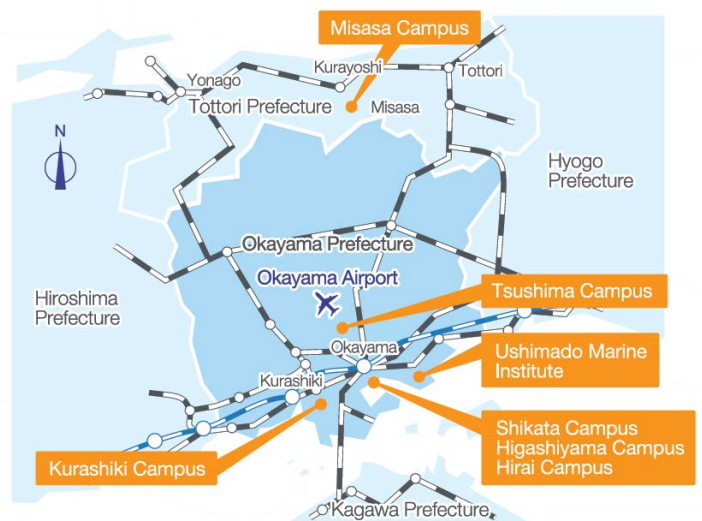 Misasa Campus
Kurayoshi
Tottori
Yonago
Tottori Prefecture
Misasa
N
Hyogo
Prefecture
Okayama Prefecture
Okayama Airport
Tsushima Campus
Hiroshima
Prefecture
Okayama
Ushimado Marine
Institute
Kurashiki
Shikata Campus
Higashiyama Campus
Hirai Campus
Kurashiki Campus
Kagawa Prefecture